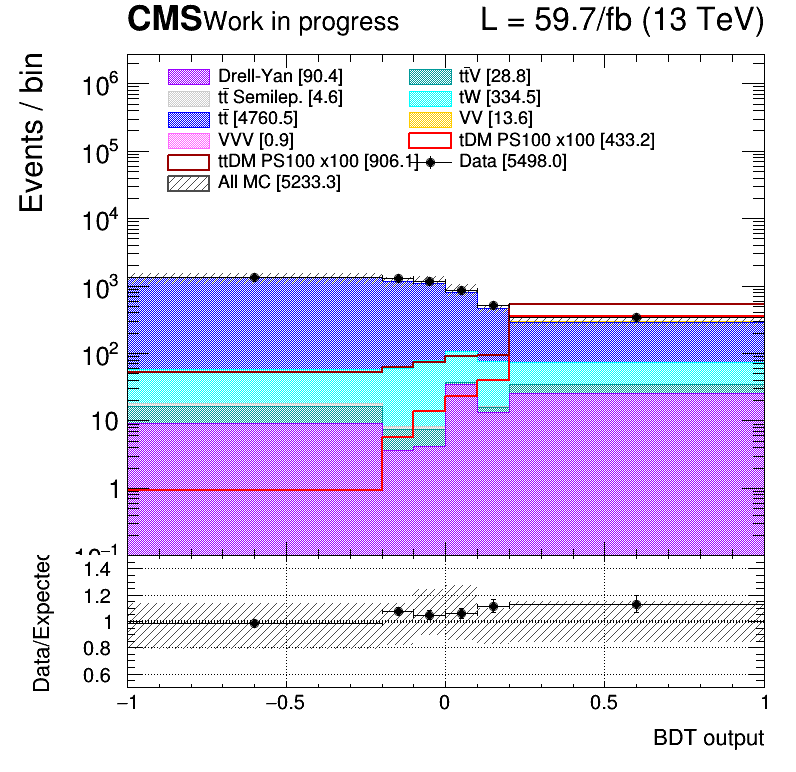 CMS Work in progress L = 59.7/fb (13 TeV)
Events / bin
Drell-Yan [90.4] tt̄V [28.8]
tt̄ Semilep. [4.6] tW [334.5]
tt̄ [4760.5] VV [13.6]
VVV [0.9] tDM PS100 x100 [433.2]
ttDM PS100 x100 [906.1] Data [5498.0]
All MC [5233.3]
10⁶
10⁵
10⁴
10³
10²
10
1
10⁻¹
Data/Expected
1.4
1.2
1
0.8
0.6
−1 −0.5 0 0.5 1
BDT output